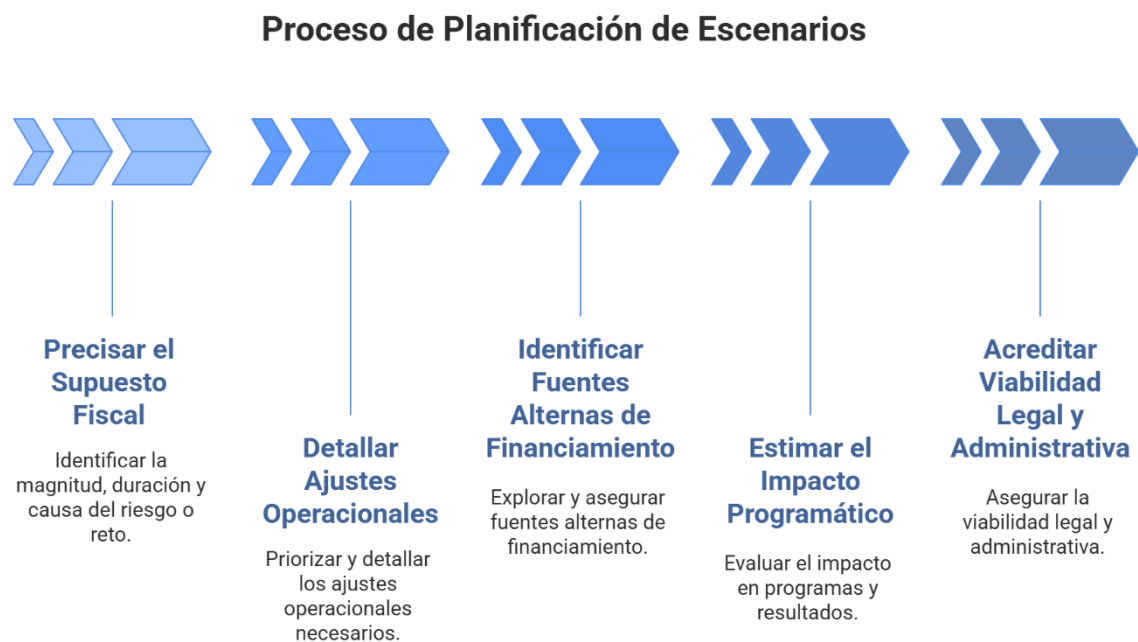 Proceso de Planificación de Escenarios
Precisar el
Supuesto
Fiscal
Identificar la
magnitud, duración y
causa del riesgo o
reto.
Detallar
Ajustes
Operacionales
Priorizar y detallar
los ajustes
operacionales
necesarios.
Identificar
Fuentes
Alternas de
Financiamiento
Explorar y asegurar
fuentes alternas de
financiamiento.
Estimar el
Impacto
Programático
Evaluar el impacto
en programas y
resultados.
Acreditar
Viabilidad
Legal y
Administrativa
Asegurar la
viabilidad legal y
administrativa.